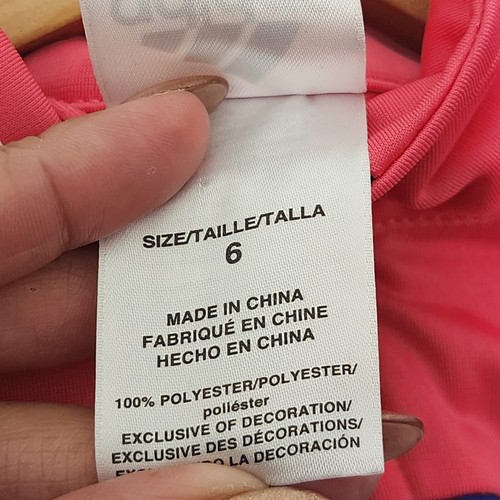 SIZE/TAILLE/TALLA
6
MADE IN CHINA
FABRIQUÉ EN CHINE
HECHO EN CHINA
100% POLYESTER/POLYESTER/
poliéster
EXCLUSIVE OF DECORATION/
EXCLUSIVE DES DÉCORATIONS/
LA DECORACIÓN